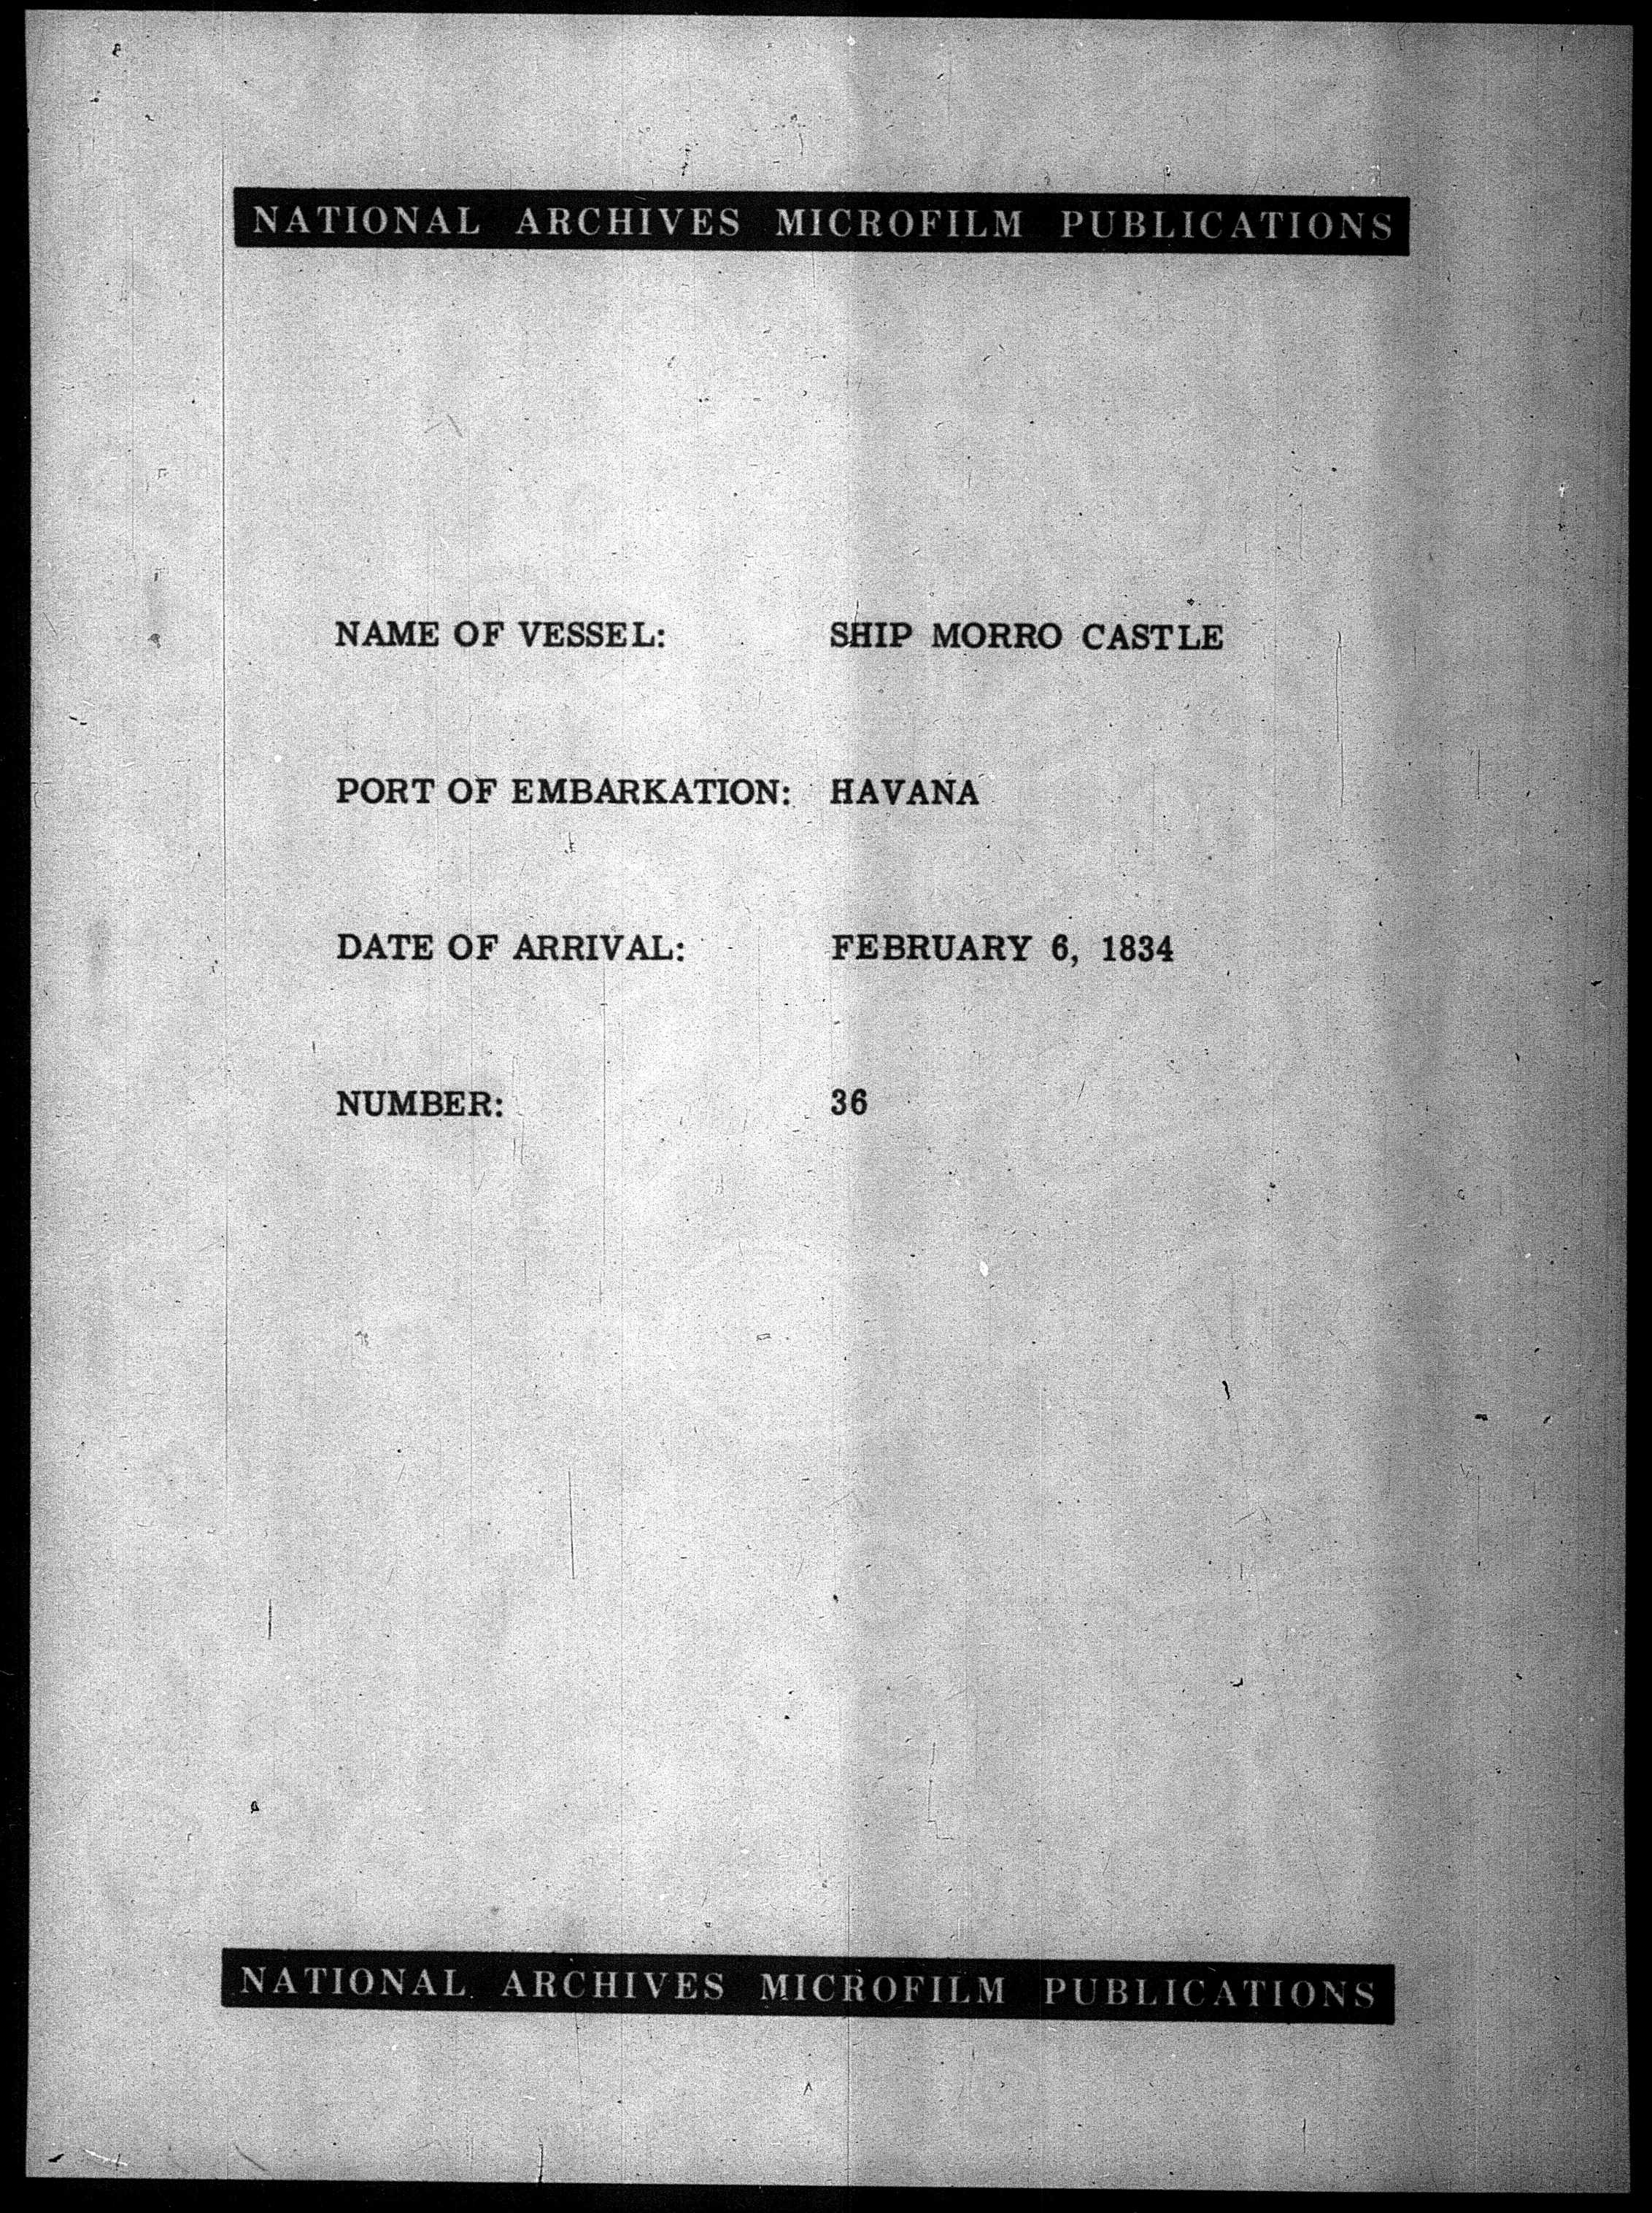 NATIONAL ARCHIVES MICROFILM PUBLICATIONS
NAME OF VESSEL: SHIP MORRO CASTLE
PORT OF EMBARKATION: HAVANA
DATE OF ARRIVAL: FEBRUARY 6, 1834
NUMBER: 36
NATIONAL ARCHIVES MICROFILM PUBLICATIONS